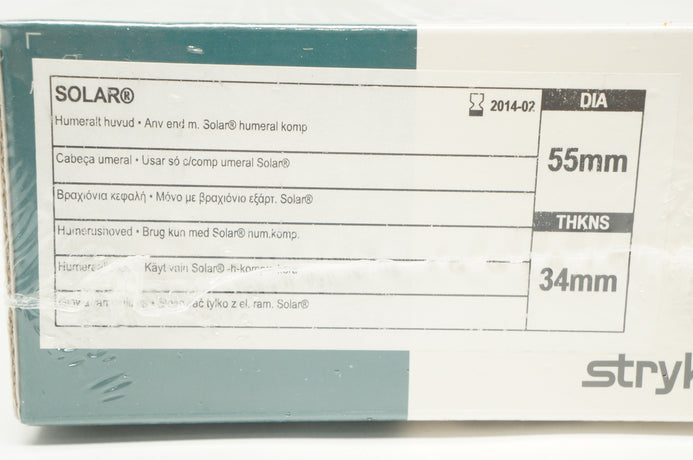 SOLAR®
2014-02
DIA
Humeralt huvud • Anv end m. Solar® humeral komp
55mm
Cabeça umeral • Usar só c/comp umeral Solar®
Βραχιόνια κεφαλή • Μόνο με βραχιόνιο εξάρτ. Solar®
THKNS
Humerushoved • Brug kun med Solar® hum.komp.
34mm
Käyt vain Solar®
tylko z el. ram. Solar®
stryk